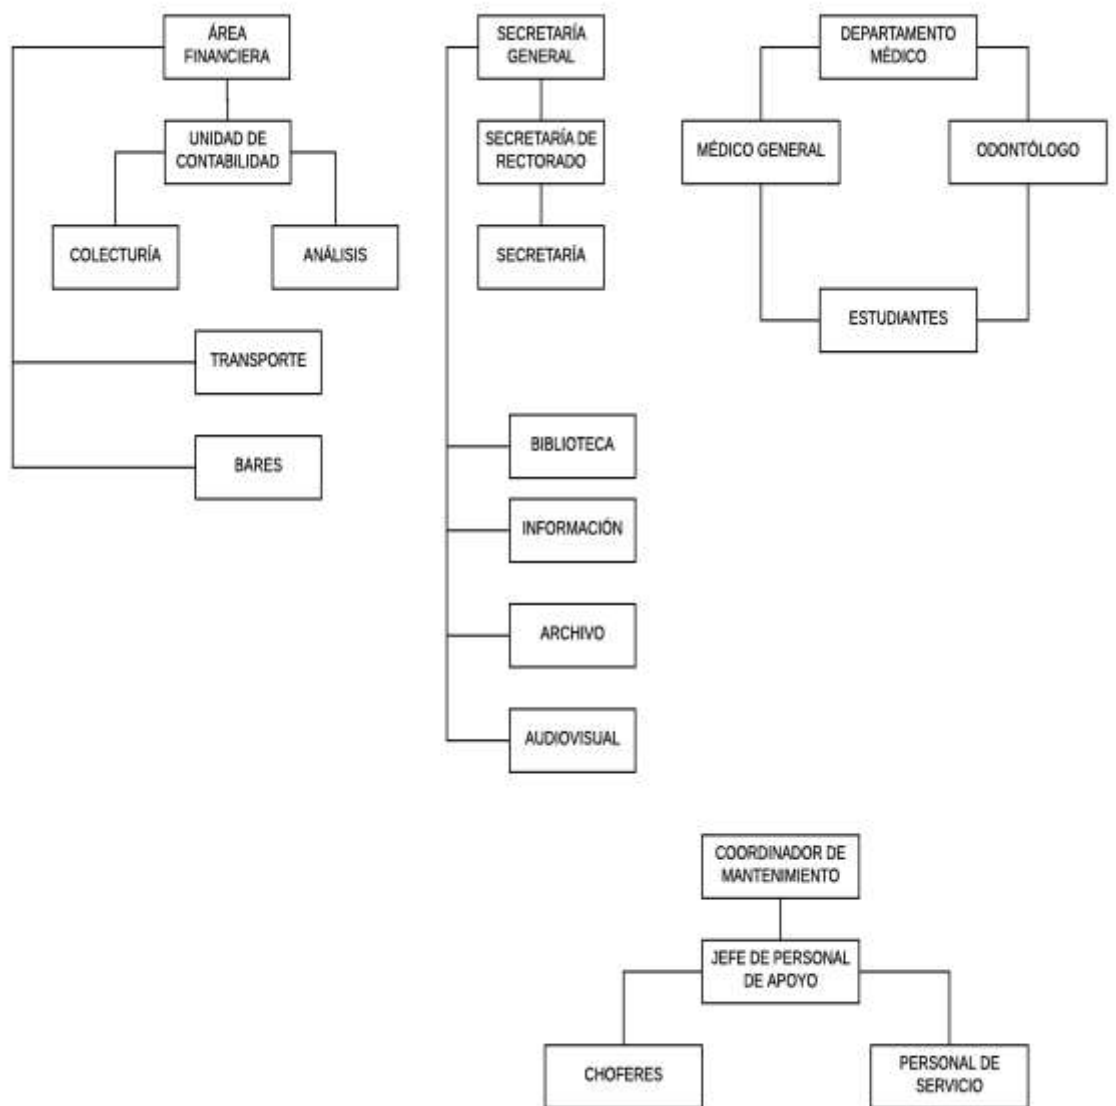 ÁREA
FINANCIERA
UNIDAD DE
CONTABILIDAD
COLECTURÍA
ANÁLISIS
TRANSPORTE
BARES
SECRETARÍA
GENERAL
SECRETARÍA DE
RECTORADO
SECRETARÍA
BIBLIOTECA
INFORMACIÓN
ARCHIVO
AUDIOVISUAL
DEPARTAMENTO
MÉDICO
MÉDICO GENERAL
ODONTÓLOGO
ESTUDIANTES
COORDINADOR DE
MANTENIMIENTO
JEFE DE PERSONAL
DE APOYO
CHOFERES
PERSONAL DE
SERVICIO